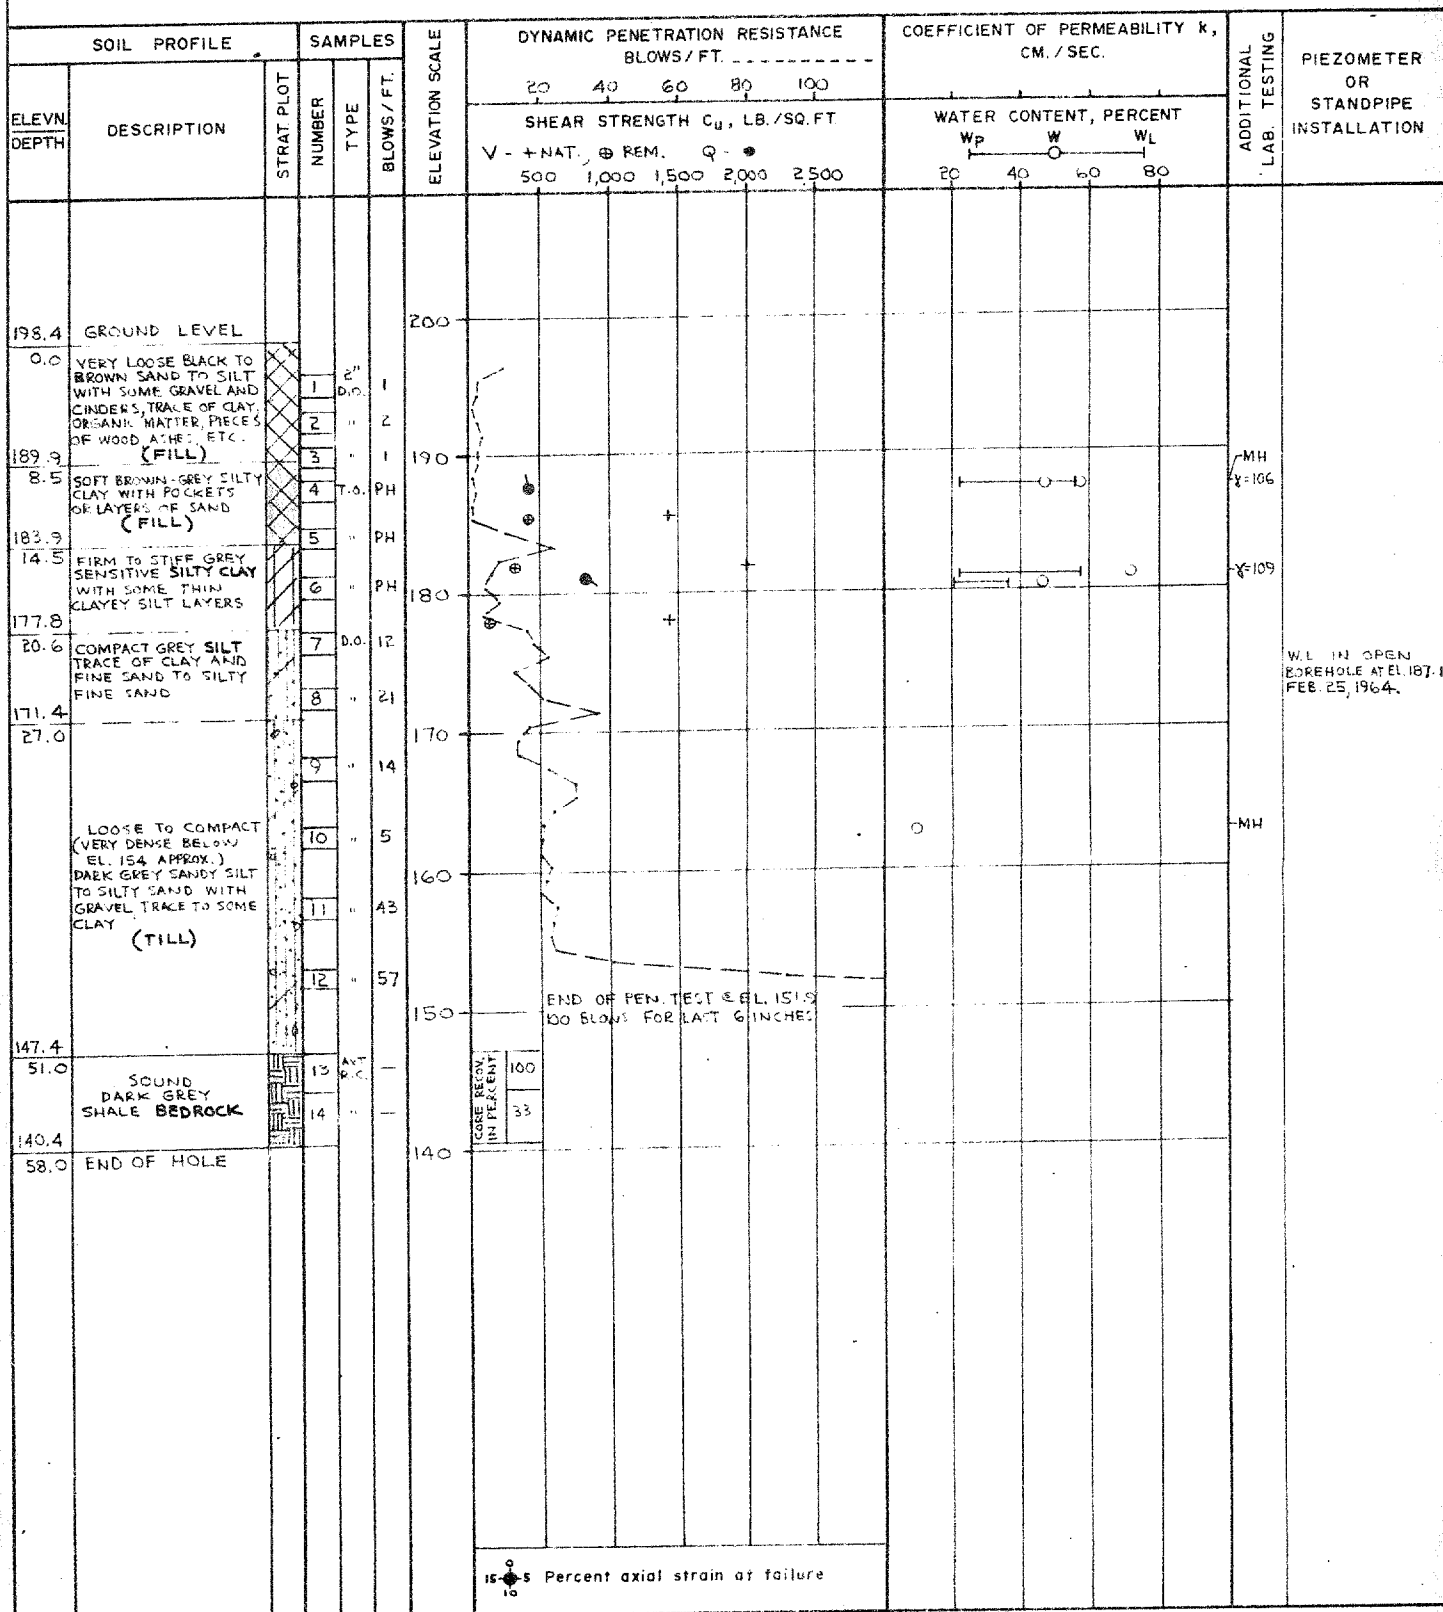 SOIL PROFILE
SAMPLES
ELEVATION SCALE
DYNAMIC PENETRATION RESISTANCE
BLOWS / FT. ----------
20 40 60 80 100
COEFFICIENT OF PERMEABILITY k,
CM. / SEC.
ADDITIONAL
LAB. TESTING
PIEZOMETER
OR
STANDPIPE
INSTALLATION
ELEVN.
DEPTH
DESCRIPTION
STRAT. PLOT
NUMBER
TYPE
BLOWS / FT.
SHEAR STRENGTH Cu, LB./SQ.FT.
V - + NAT., ⊕ REM. Q - ●
500 1,000 1,500 2,000 2,500
WATER CONTENT, PERCENT
Wp W WL
20 40 60 80
200
198.4 GROUND LEVEL
0.0 VERY LOOSE BLACK TO
BROWN SAND TO SILT
WITH SOME GRAVEL AND
CINDERS, TRACE OF CLAY,
ORGANIC MATTER, PIECES
OF WOOD, ASHES, ETC.
(FILL)
1 2" D.O. 1
2 " 2
3 " 1
189.9
190
MH
8.5 SOFT BROWN-GREY SILTY
CLAY WITH POCKETS
OR LAYERS OF SAND
(FILL)
4 T.O. PH
γ=106
5 " PH
183.9
14.5 FIRM TO STIFF GREY
SENSITIVE SILTY CLAY
WITH SOME THIN
CLAYEY SILT LAYERS
6 " PH
180
γ=109
177.8
20.6 COMPACT GREY SILT
TRACE OF CLAY AND
FINE SAND TO SILTY
FINE SAND
7 D.O. 12
8 " 21
W.L. IN OPEN
BOREHOLE AT EL. 187.1
FEB. 25, 1964.
171.4
27.0
170
9 " 14
LOOSE TO COMPACT
(VERY DENSE BELOW
EL. 154 APPROX.)
DARK GREY SANDY SILT
TO SILTY SAND WITH
GRAVEL TRACE TO SOME
CLAY
(TILL)
10 " 5
MH
160
11 " 43
12 " 57
END OF PEN. TEST @ EL. 151.9
100 BLOWS FOR LAST 6 INCHES
150
147.4
51.0
SOUND
DARK GREY
SHALE BEDROCK
13 AXT R.C. —
14 " —
CORE RECOV.
IN PERCENT
100
33
140.4
140
58.0 END OF HOLE
0
15 5 Percent axial strain at failure
10